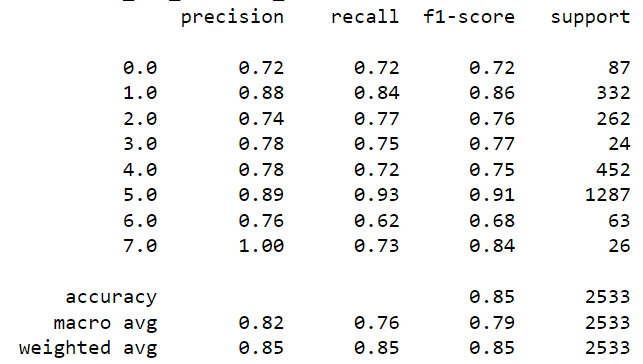 precision recall f1-score support
0.0 0.72 0.72 0.72 87
1.0 0.88 0.84 0.86 332
2.0 0.74 0.77 0.76 262
3.0 0.78 0.75 0.77 24
4.0 0.78 0.72 0.75 452
5.0 0.89 0.93 0.91 1287
6.0 0.76 0.62 0.68 63
7.0 1.00 0.73 0.84 26
accuracy 0.85 2533
macro avg 0.82 0.76 0.79 2533
weighted avg 0.85 0.85 0.85 2533